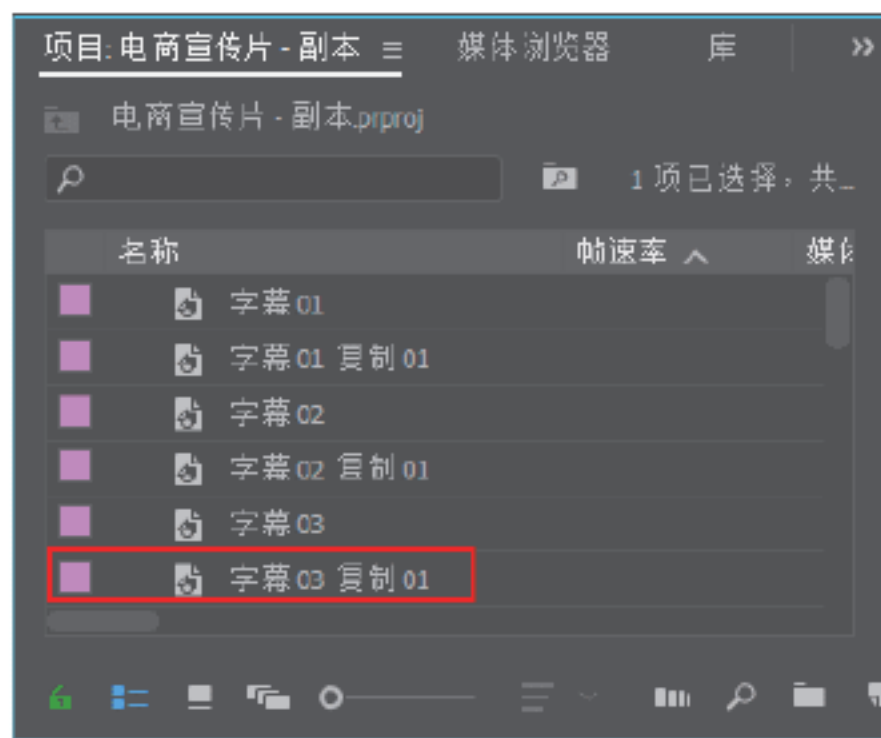 项目: 电商宣传片 - 副本 ≡ 媒体浏览器 库 »
电商宣传片 - 副本.prproj
1 项已选择，共...
名称 帧速率 媒体
字幕 01
字幕 01 复制 01
字幕 02
字幕 02 复制 01
字幕 03
字幕 03 复制 01